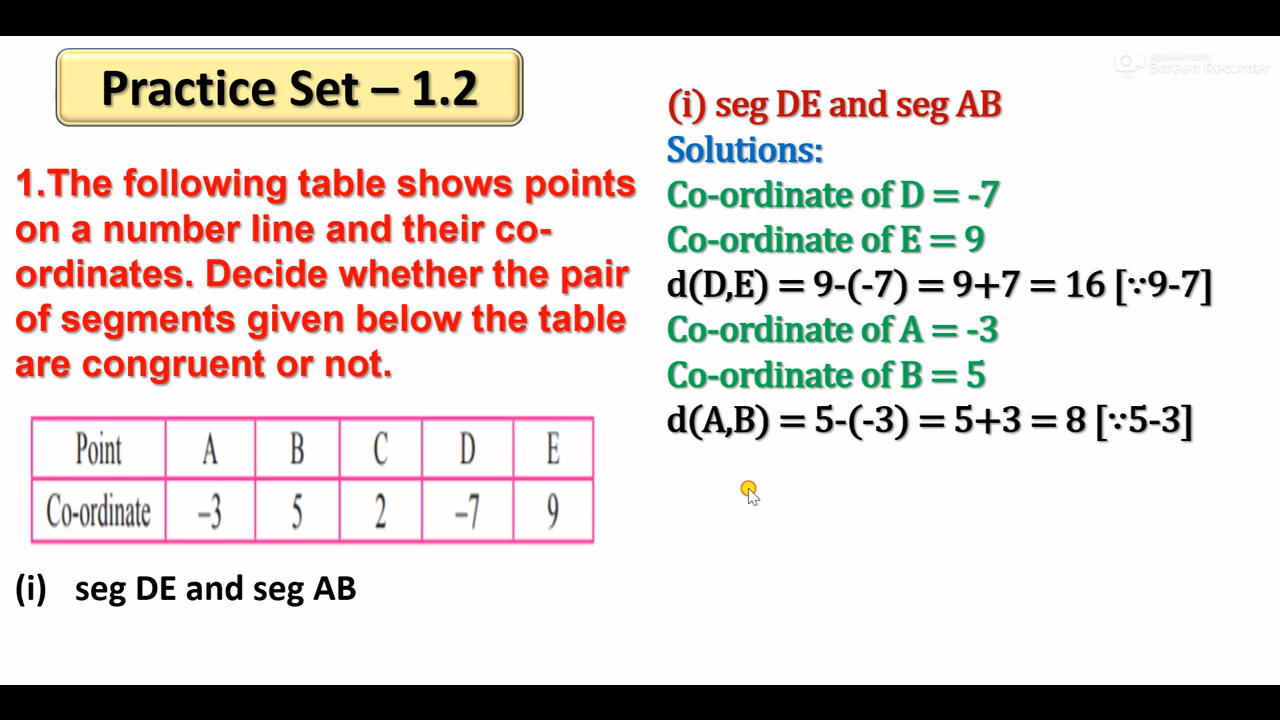 Practice Set – 1.2
1.The following table shows points
on a number line and their co-
ordinates. Decide whether the pair
of segments given below the table
are congruent or not.
Point A B C D E
Co-ordinate –3 5 2 –7 9
(i) seg DE and seg AB
Apowersoft
Screen Recorder
(i) seg DE and seg AB
Solutions:
Co-ordinate of D = -7
Co-ordinate of E = 9
d(D,E) = 9-(-7) = 9+7 = 16 [∵9-7]
Co-ordinate of A = -3
Co-ordinate of B = 5
d(A,B) = 5-(-3) = 5+3 = 8 [∵5-3]